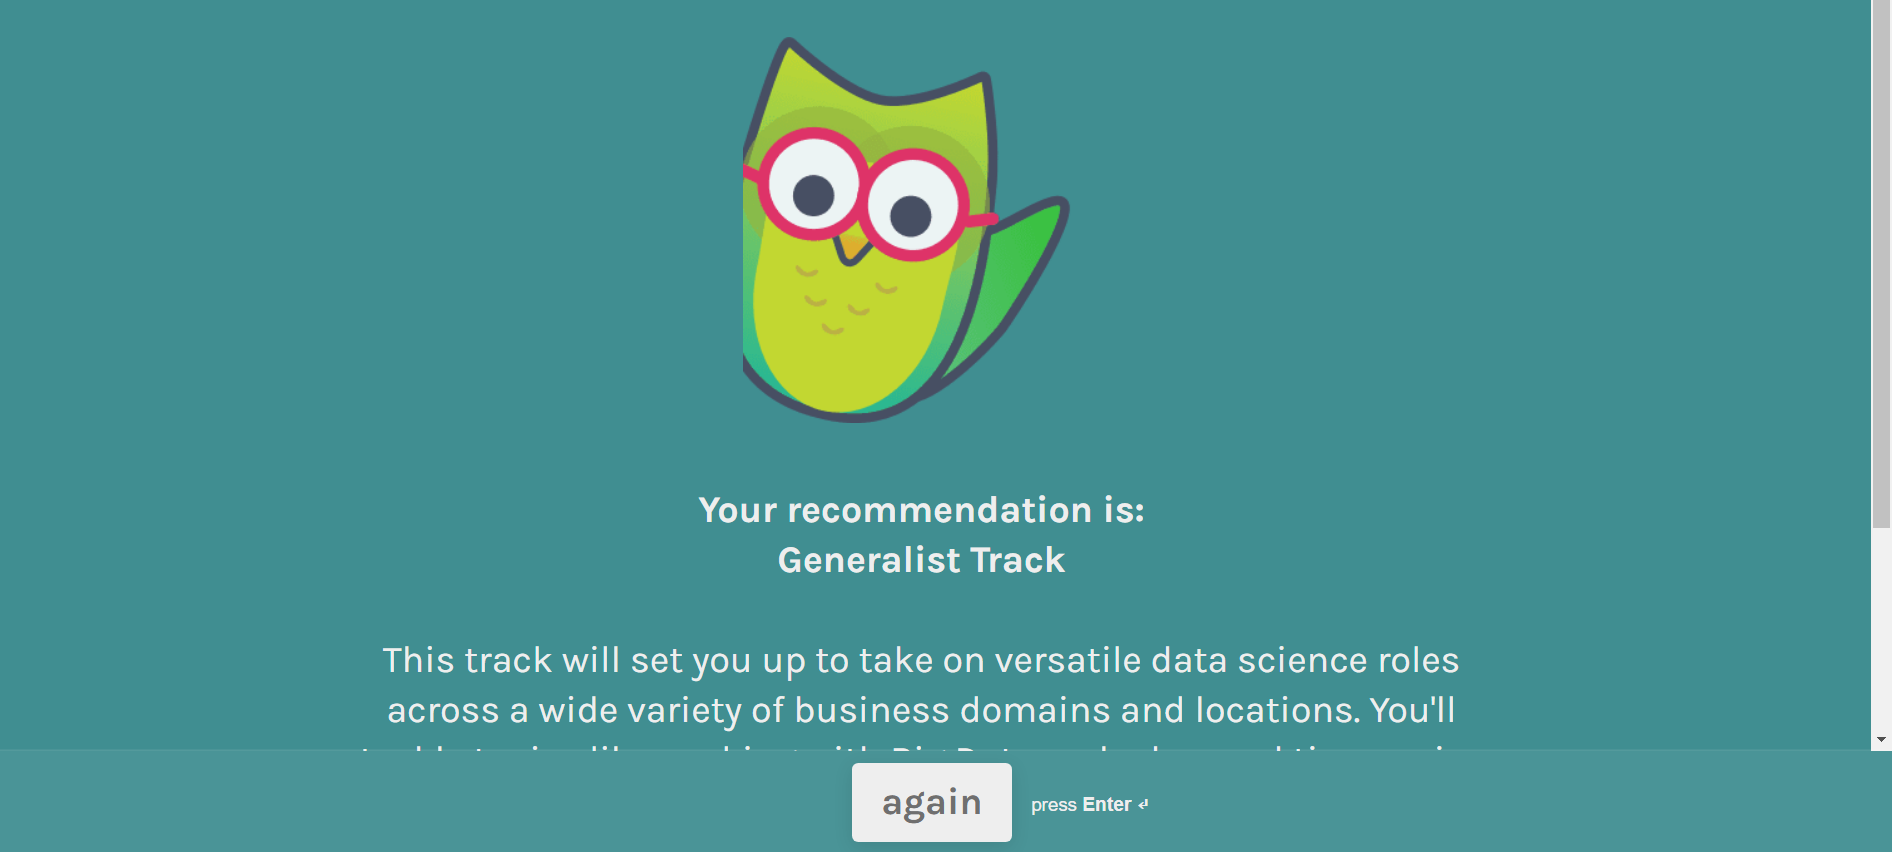 Your recommendation is:
Generalist Track
This track will set you up to take on versatile data science roles
across a wide variety of business domains and locations. You'll
again
press Enter ↵